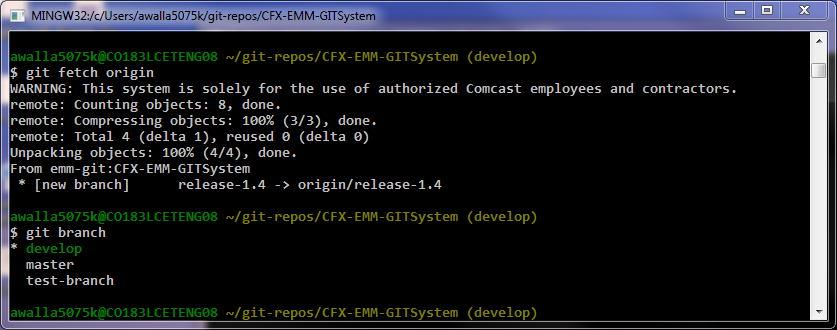 MINGW32:/c/Users/awalla5075k/git-repos/CFX-EMM-GITSystem
awalla5075k@CO183LCETENG08 ~/git-repos/CFX-EMM-GITSystem (develop)
$ git fetch origin
WARNING: This system is solely for the use of authorized Comcast employees and contractors.
remote: Counting objects: 8, done.
remote: Compressing objects: 100% (3/3), done.
remote: Total 4 (delta 1), reused 0 (delta 0)
Unpacking objects: 100% (4/4), done.
From emm-git:CFX-EMM-GITSystem
 * [new branch]      release-1.4 -> origin/release-1.4
awalla5075k@CO183LCETENG08 ~/git-repos/CFX-EMM-GITSystem (develop)
$ git branch
* develop
  master
  test-branch
awalla5075k@CO183LCETENG08 ~/git-repos/CFX-EMM-GITSystem (develop)